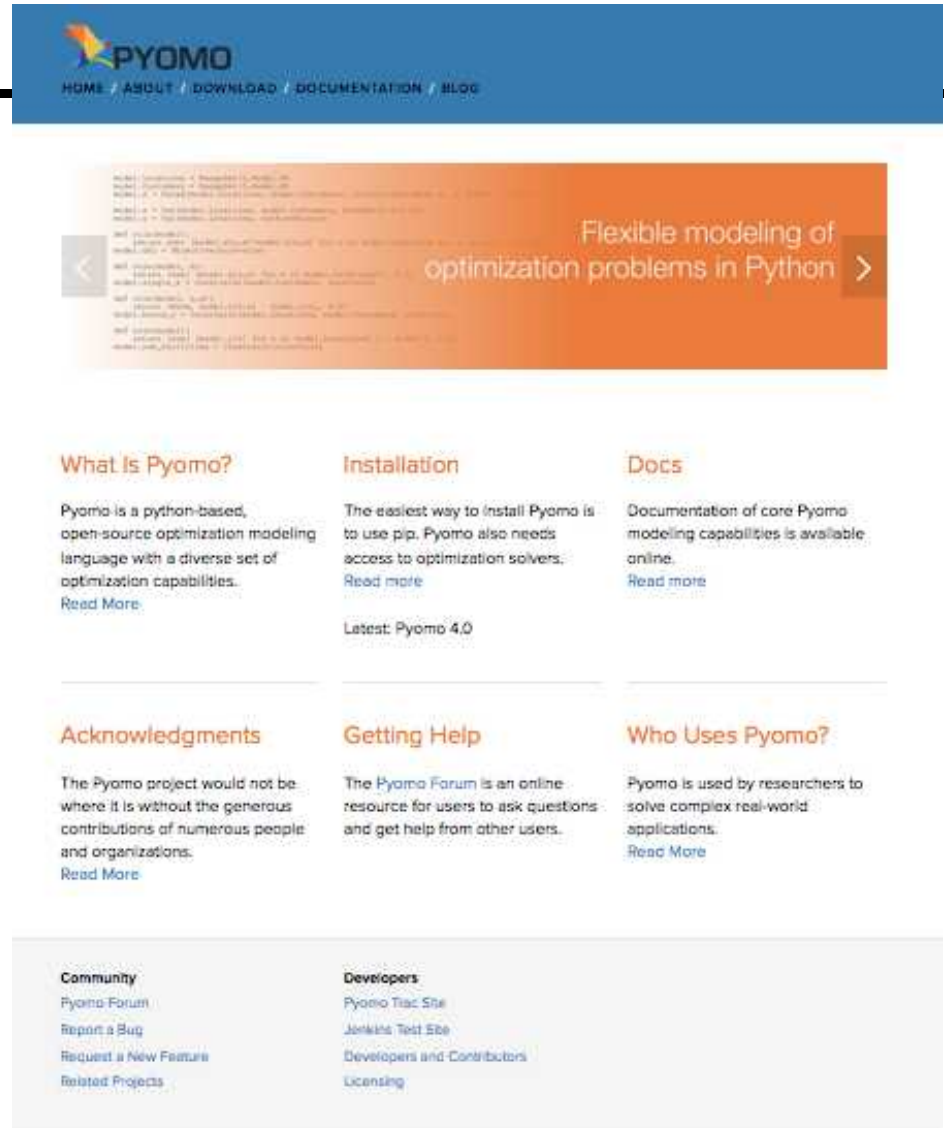 PYOMO
HOME / ABOUT / DOWNLOAD / DOCUMENTATION / BLOG
Flexible modeling of
optimization problems in Python
What Is Pyomo?
Pyomo is a python-based,
open-source optimization modeling
language with a diverse set of
optimization capabilities.
Read More
Installation
The easiest way to install Pyomo is
to use pip. Pyomo also needs
access to optimization solvers.
Read more
Latest: Pyomo 4.0
Docs
Documentation of core Pyomo
modeling capabilities is available
online.
Read more
Acknowledgments
The Pyomo project would not be
where it is without the generous
contributions of numerous people
and organizations.
Read More
Getting Help
The Pyomo Forum is an online
resource for users to ask questions
and get help from other users.
Who Uses Pyomo?
Pyomo is used by researchers to
solve complex real-world
applications.
Read More
Community
Pyomo Forum
Report a Bug
Request a New Feature
Related Projects
Developers
Pyomo Trac Site
Jenkins Test Site
Developers and Contributors
Licensing